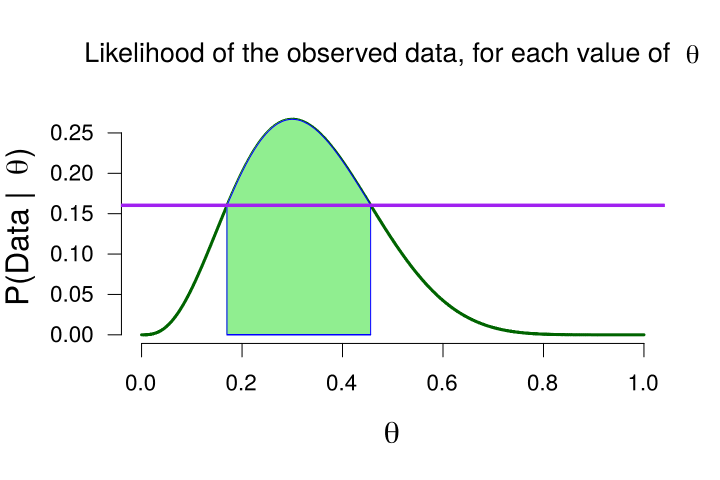 Likelihood of the observed data, for each value of θ
P(Data | θ)
0.25
0.20
0.15
0.10
0.05
0.00
0.0 0.2 0.4 0.6 0.8 1.0
θ